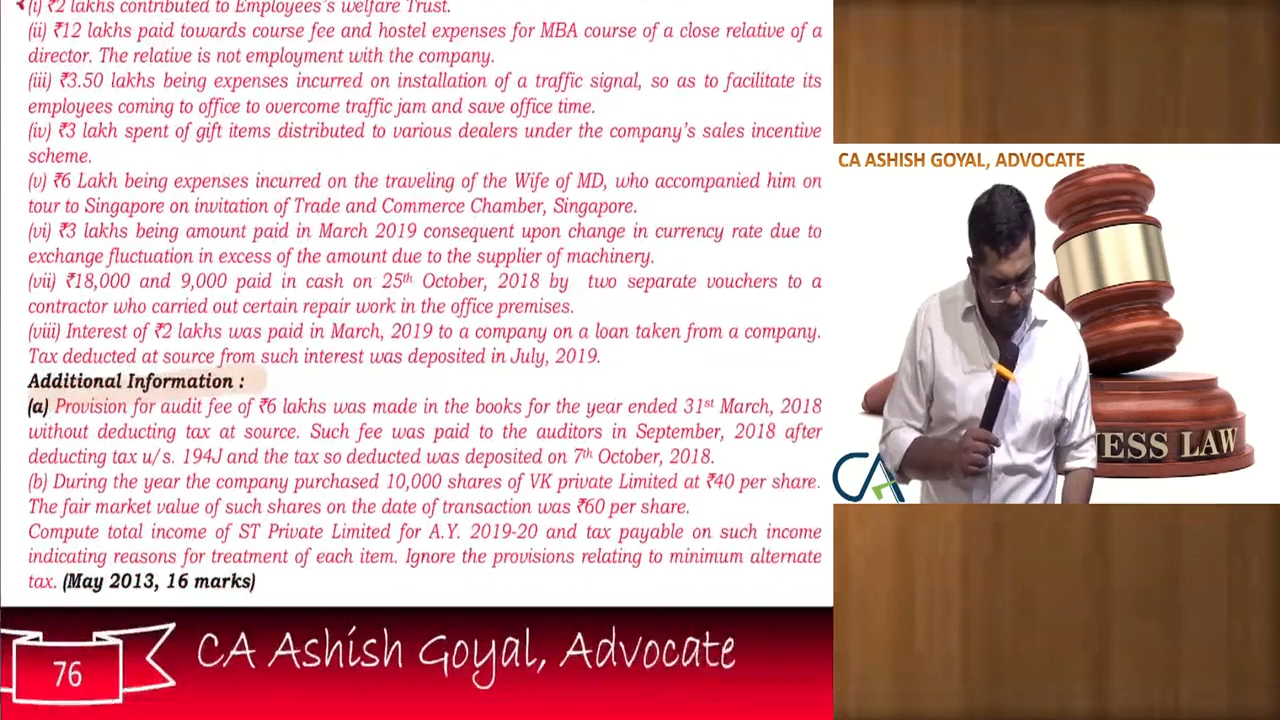 (i) ₹2 lakhs contributed to Employees's welfare Trust.
(ii) ₹12 lakhs paid towards course fee and hostel expenses for MBA course of a close relative of a
director. The relative is not employment with the company.
(iii) ₹3.50 lakhs being expenses incurred on installation of a traffic signal, so as to facilitate its
employees coming to office to overcome traffic jam and save office time.
(iv) ₹3 lakh spent of gift items distributed to various dealers under the company's sales incentive
scheme.
(v) ₹6 Lakh being expenses incurred on the traveling of the Wife of MD, who accompanied him on
tour to Singapore on invitation of Trade and Commerce Chamber, Singapore.
(vi) ₹3 lakhs being amount paid in March 2019 consequent upon change in currency rate due to
exchange fluctuation in excess of the amount due to the supplier of machinery.
(vii) ₹18,000 and 9,000 paid in cash on 25th October, 2018 by two separate vouchers to a
contractor who carried out certain repair work in the office premises.
(viii) Interest of ₹2 lakhs was paid in March, 2019 to a company on a loan taken from a company.
Tax deducted at source from such interest was deposited in July, 2019.
Additional Information :
(a) Provision for audit fee of ₹6 lakhs was made in the books for the year ended 31st March, 2018
without deducting tax at source. Such fee was paid to the auditors in September, 2018 after
deducting tax u/s. 194J and the tax so deducted was deposited on 7th October, 2018.
(b) During the year the company purchased 10,000 shares of VK private Limited at ₹40 per share.
The fair market value of such shares on the date of transaction was ₹60 per share.
Compute total income of ST Private Limited for A.Y. 2019-20 and tax payable on such income
indicating reasons for treatment of each item. Ignore the provisions relating to minimum alternate
tax. (May 2013, 16 marks)
76
CA Ashish Goyal, Advocate
CA ASHISH GOYAL, ADVOCATE
NESS LAW
CA